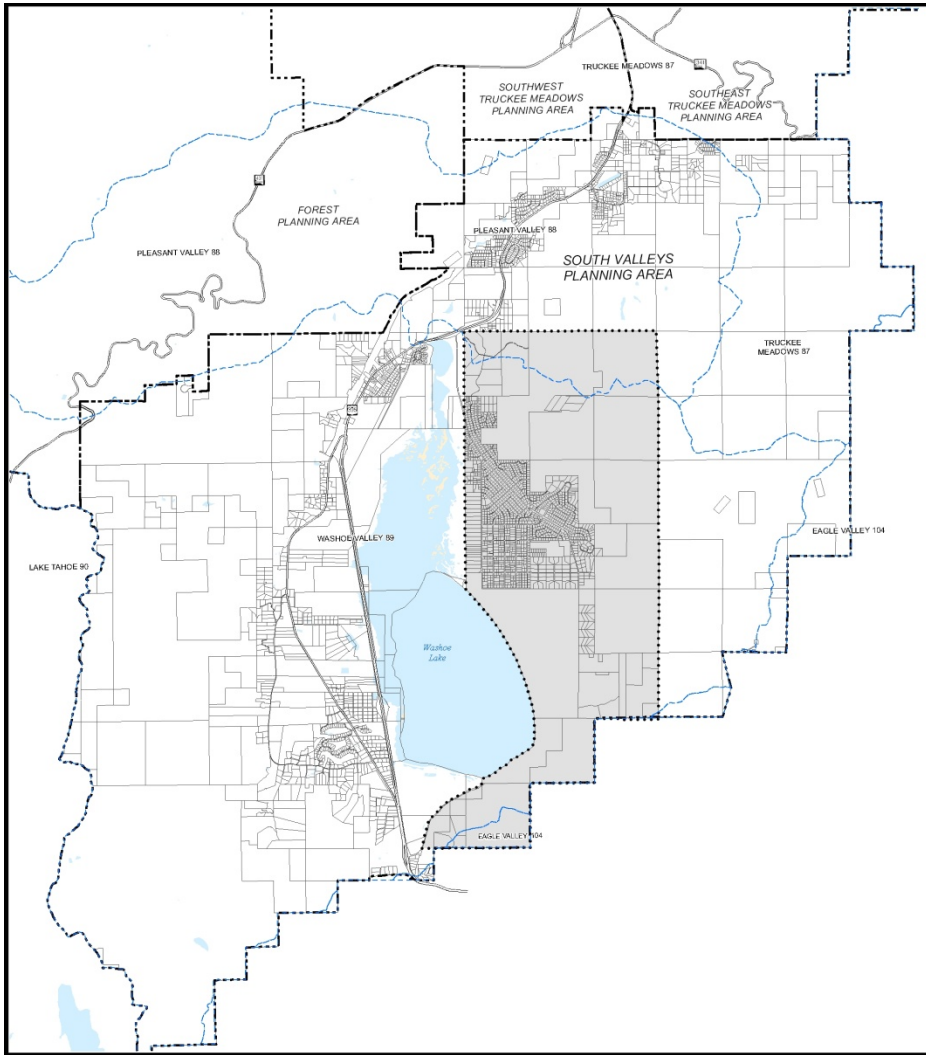 TRUCKEE MEADOWS 87
341
SOUTHWEST
TRUCKEE MEADOWS
PLANNING AREA
SOUTHEAST
TRUCKEE MEADOWS
PLANNING AREA
FOREST
PLANNING AREA
PLEASANT VALLEY 88
PLEASANT VALLEY 88
SOUTH VALLEYS
PLANNING AREA
TRUCKEE
MEADOWS 87
WASHOE VALLEY 89
EAGLE VALLEY 104
LAKE TAHOE 90
Washoe
Lake
EAGLE VALLEY 104